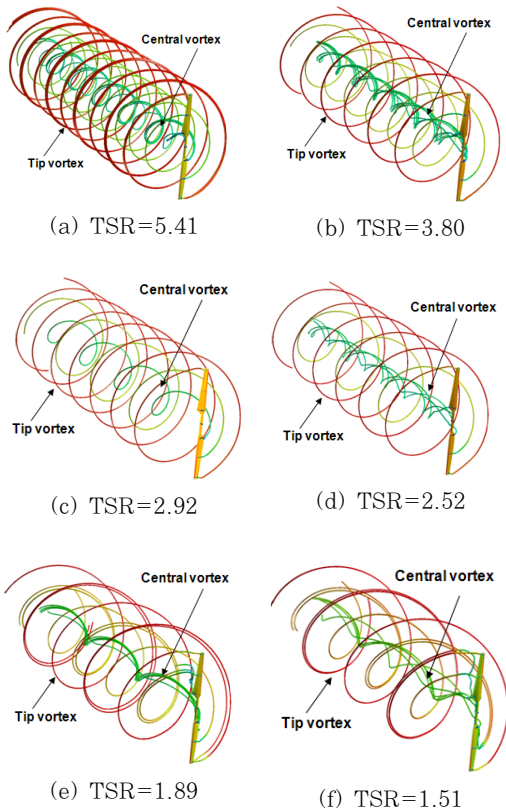 Central vortex
Tip vortex
(a) TSR=5.41
Central vortex
Tip vortex
(b) TSR=3.80
Central vortex
Tip vortex
(c) TSR=2.92
Central vortex
Tip vortex
(d) TSR=2.52
Central vortex
Tip vortex
(e) TSR=1.89
Central vortex
Tip vortex
(f) TSR=1.51